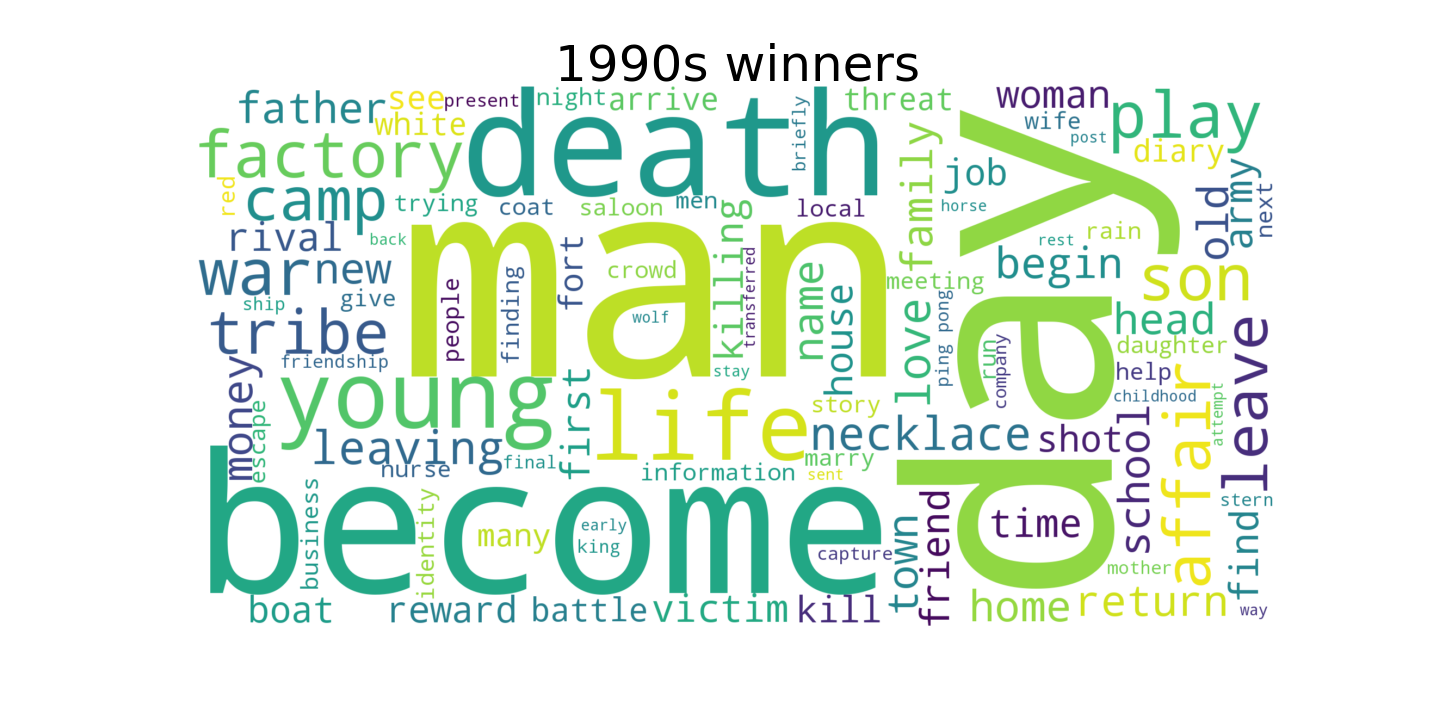 1990s winners
father
see
present
night
arrive
threat
woman
play
white
death
briefly
wife
post
factory
family
diary
red
camp
job
day
army
trying
coat
saloon
men
local
horse
old
next
rival
back
man
killing
rest
rain
war
new
people
finding
fort
crowd
transferred
name
house
meeting
begin
son
ship
give
wolf
love
ping pong
head
tribe
friendship
stay
run
company
daughter
money
young
first
life
story
help
childhood
leave
escape
leaving
nurse
final
necklace
shot
school
affair
attempt
information
marry
sent
become
business
identity
many
early
king
capture
town
friend
time
stern
find
mother
boat
reward
battle
victim
kill
home
return
way